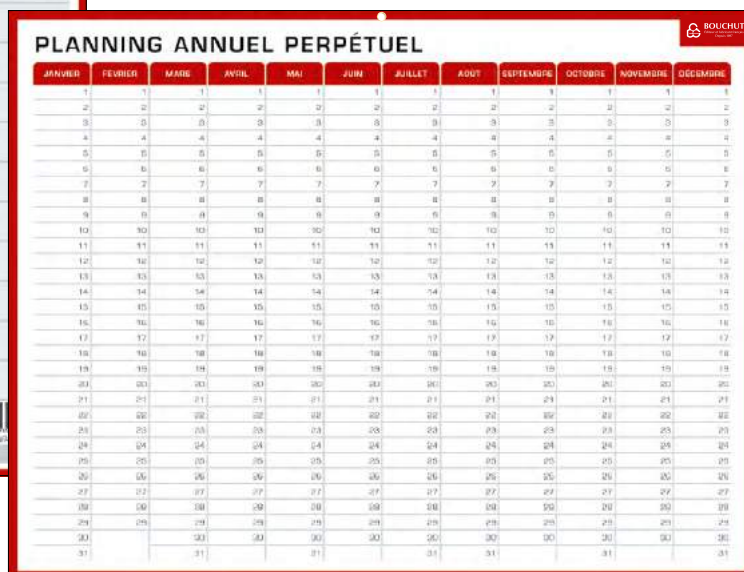 BOUCHUT
PLANNING ANNUEL PERPÉTUEL
JANVIER FÉVRIER MARS AVRIL MAI JUIN JUILLET AOÛT SEPTEMBRE OCTOBRE NOVEMBRE DÉCEMBRE
1 1 1 1 1 1 1 1 1 1 1 1
2 2 2 2 2 2 2 2 2 2 2 2
3 3 3 3 3 3 3 3 3 3 3 3
4 4 4 4 4 4 4 4 4 4 4 4
5 5 5 5 5 5 5 5 5 5 5 5
6 6 6 6 6 6 6 6 6 6 6 6
7 7 7 7 7 7 7 7 7 7 7 7
8 8 8 8 8 8 8 8 8 8 8 8
9 9 9 9 9 9 9 9 9 9 9 9
10 10 10 10 10 10 10 10 10 10 10 10
11 11 11 11 11 11 11 11 11 11 11 11
12 12 12 12 12 12 12 12 12 12 12 12
13 13 13 13 13 13 13 13 13 13 13 13
14 14 14 14 14 14 14 14 14 14 14 14
15 15 15 15 15 15 15 15 15 15 15 15
16 16 16 16 16 16 16 16 16 16 16 16
17 17 17 17 17 17 17 17 17 17 17 17
18 18 18 18 18 18 18 18 18 18 18 18
19 19 19 19 19 19 19 19 19 19 19 19
20 20 20 20 20 20 20 20 20 20 20 20
21 21 21 21 21 21 21 21 21 21 21 21
22 22 22 22 22 22 22 22 22 22 22 22
23 23 23 23 23 23 23 23 23 23 23 23
24 24 24 24 24 24 24 24 24 24 24 24
25 25 25 25 25 25 25 25 25 25 25 25
26 26 26 26 26 26 26 26 26 26 26 26
27 27 27 27 27 27 27 27 27 27 27 27
28 28 28 28 28 28 28 28 28 28 28 28
29 29 29 29 29 29 29 29 29 29 29 29
30 30 30 30 30 30 30 30 30 30 30
31 31 31 31 31 31 31